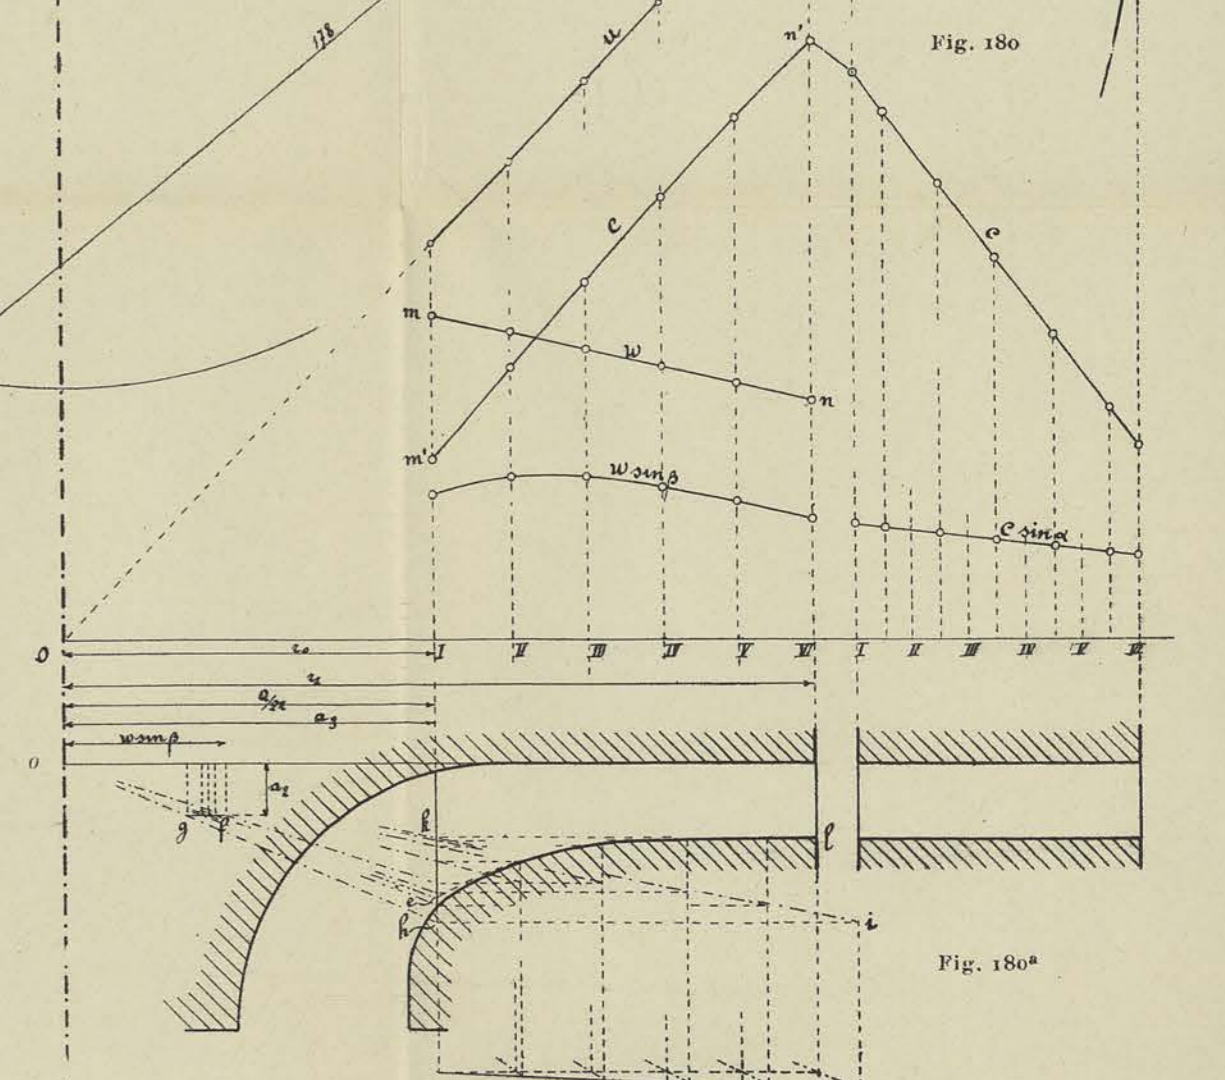 178
u
n'
Fig. 180
c
c
m
w
n
m'
w sin β
c sin α
O
r₀
I
II
III
IV
V
VI
I
II
III
IV
V
VI
r₁
a₃
w sin β
o
a₂
g
f
k
l
e
h
i
Fig. 180ᵃ